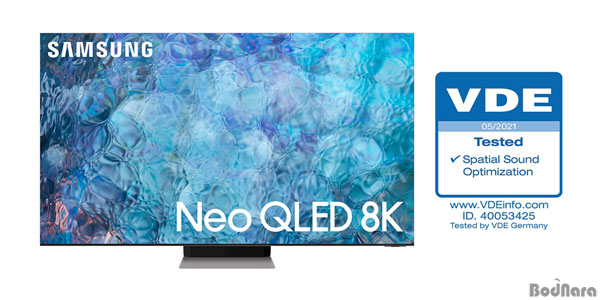 SAMSUNG
Neo QLED 8K
VDE
05/2021
Tested
✓ Spatial Sound
Optimization
www.VDEinfo.com
ID. 40053425
Tested by VDE Germany
BodNara